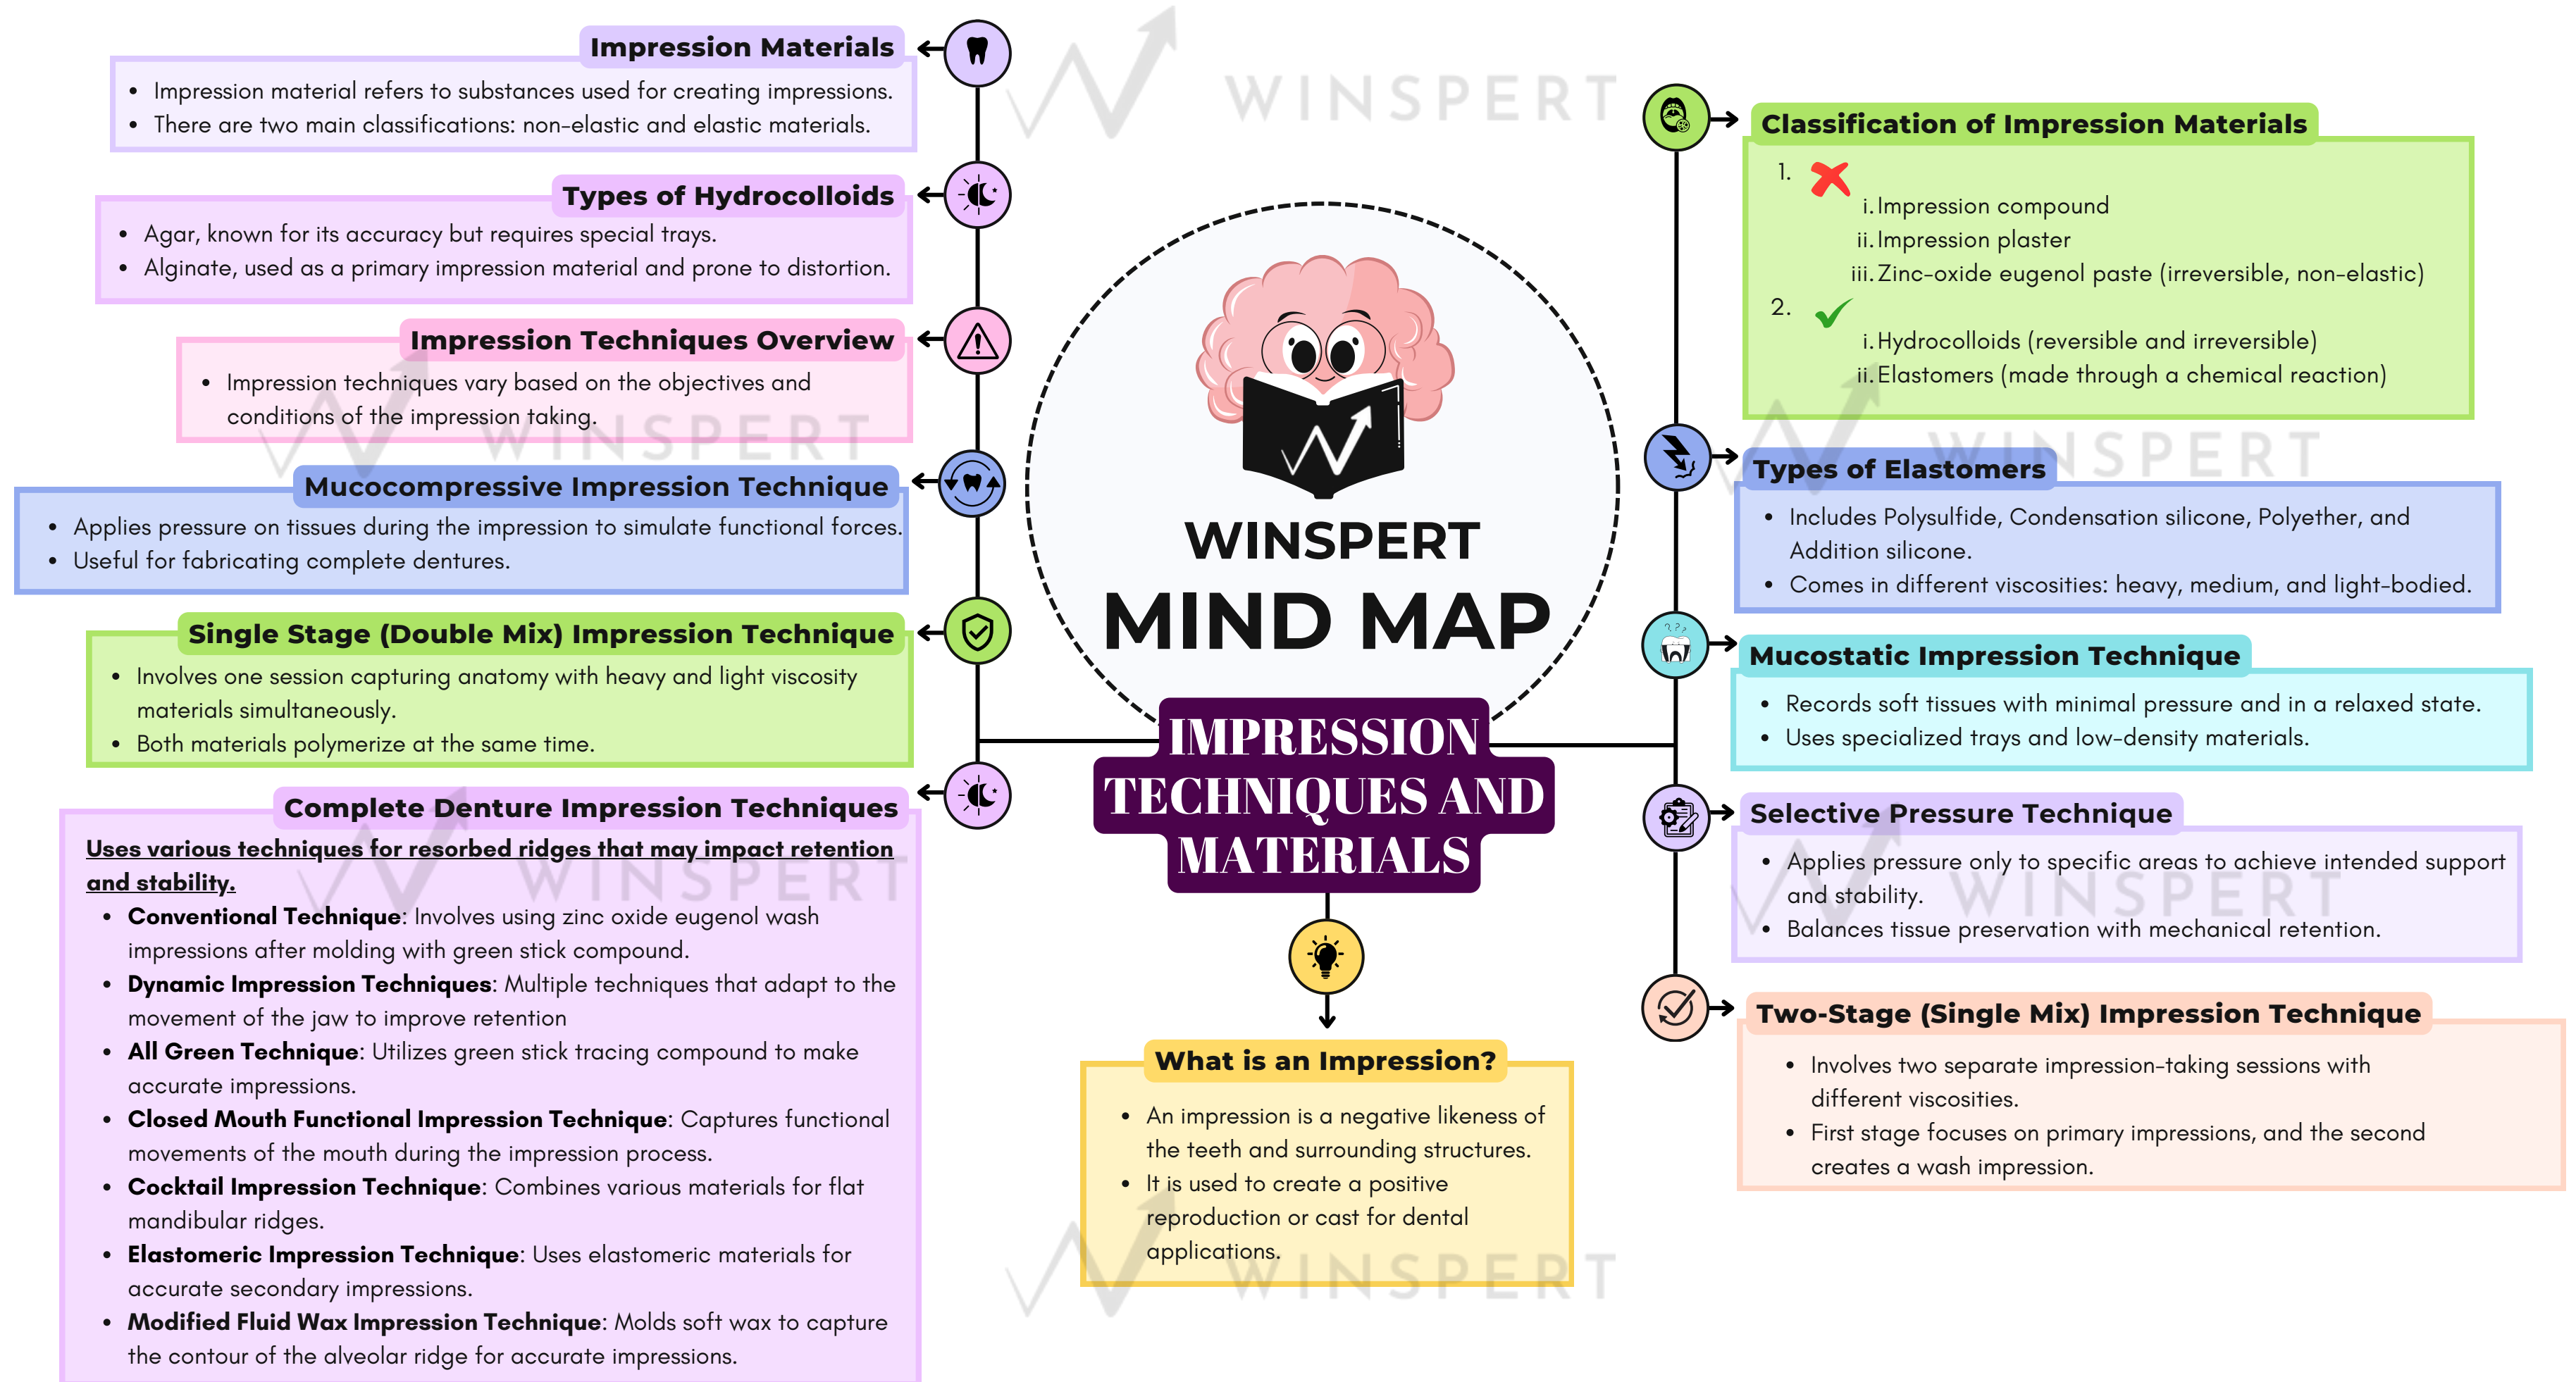 Impression Materials
• Impression material refers to substances used for creating impressions.
• There are two main classifications: non-elastic and elastic materials.
Types of Hydrocolloids
• Agar, known for its accuracy but requires special trays.
• Alginate, used as a primary impression material and prone to distortion.
Impression Techniques Overview
• Impression techniques vary based on the objectives and
conditions of the impression taking.
Mucocompressive Impression Technique
• Applies pressure on tissues during the impression to simulate functional forces.
• Useful for fabricating complete dentures.
Single Stage (Double Mix) Impression Technique
• Involves one session capturing anatomy with heavy and light viscosity
materials simultaneously.
• Both materials polymerize at the same time.
Complete Denture Impression Techniques
Uses various techniques for resorbed ridges that may impact retention
and stability.
• Conventional Technique: Involves using zinc oxide eugenol wash
impressions after molding with green stick compound.
• Dynamic Impression Techniques: Multiple techniques that adapt to the
movement of the jaw to improve retention
• All Green Technique: Utilizes green stick tracing compound to make
accurate impressions.
• Closed Mouth Functional Impression Technique: Captures functional
movements of the mouth during the impression process.
• Cocktail Impression Technique: Combines various materials for flat
mandibular ridges.
• Elastomeric Impression Technique: Uses elastomeric materials for
accurate secondary impressions.
• Modified Fluid Wax Impression Technique: Molds soft wax to capture
the contour of the alveolar ridge for accurate impressions.
WINSPERT
WINSPERT
WINSPERT
WINSPERT
MIND MAP
IMPRESSION
TECHNIQUES AND
MATERIALS
What is an Impression?
• An impression is a negative likeness of
the teeth and surrounding structures.
• It is used to create a positive
reproduction or cast for dental
applications.
WINSPERT
Classification of Impression Materials
1. ❌
i. Impression compound
ii. Impression plaster
iii. Zinc-oxide eugenol paste (irreversible, non-elastic)
2. ✓
i. Hydrocolloids (reversible and irreversible)
ii. Elastomers (made through a chemical reaction)
WINSPERT
Types of Elastomers
• Includes Polysulfide, Condensation silicone, Polyether, and
Addition silicone.
• Comes in different viscosities: heavy, medium, and light-bodied.
???
Mucostatic Impression Technique
• Records soft tissues with minimal pressure and in a relaxed state.
• Uses specialized trays and low-density materials.
Selective Pressure Technique
• Applies pressure only to specific areas to achieve intended support
and stability.
• Balances tissue preservation with mechanical retention.
WINSPERT
Two-Stage (Single Mix) Impression Technique
• Involves two separate impression-taking sessions with
different viscosities.
• First stage focuses on primary impressions, and the second
creates a wash impression.